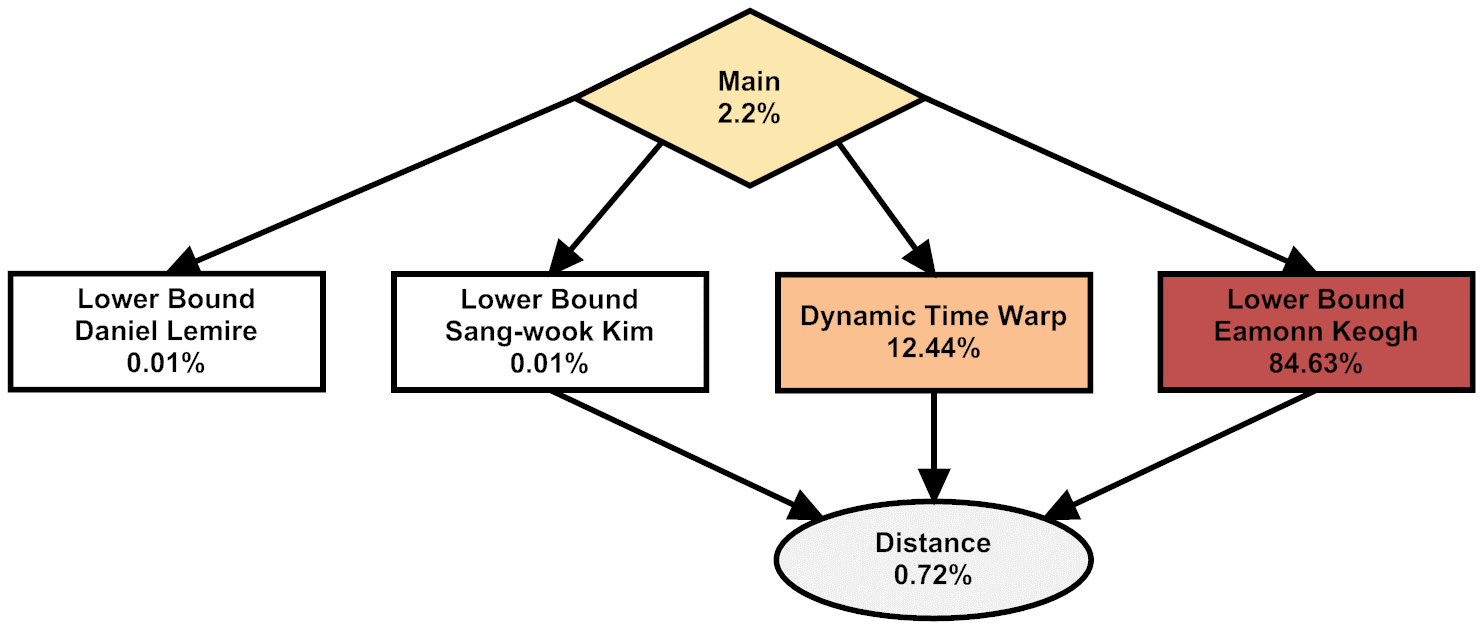 Main
2.2%
Lower Bound
Daniel Lemire
0.01%
Lower Bound
Sang-wook Kim
0.01%
Dynamic Time Warp
12.44%
Lower Bound
Eamonn Keogh
84.63%
Distance
0.72%